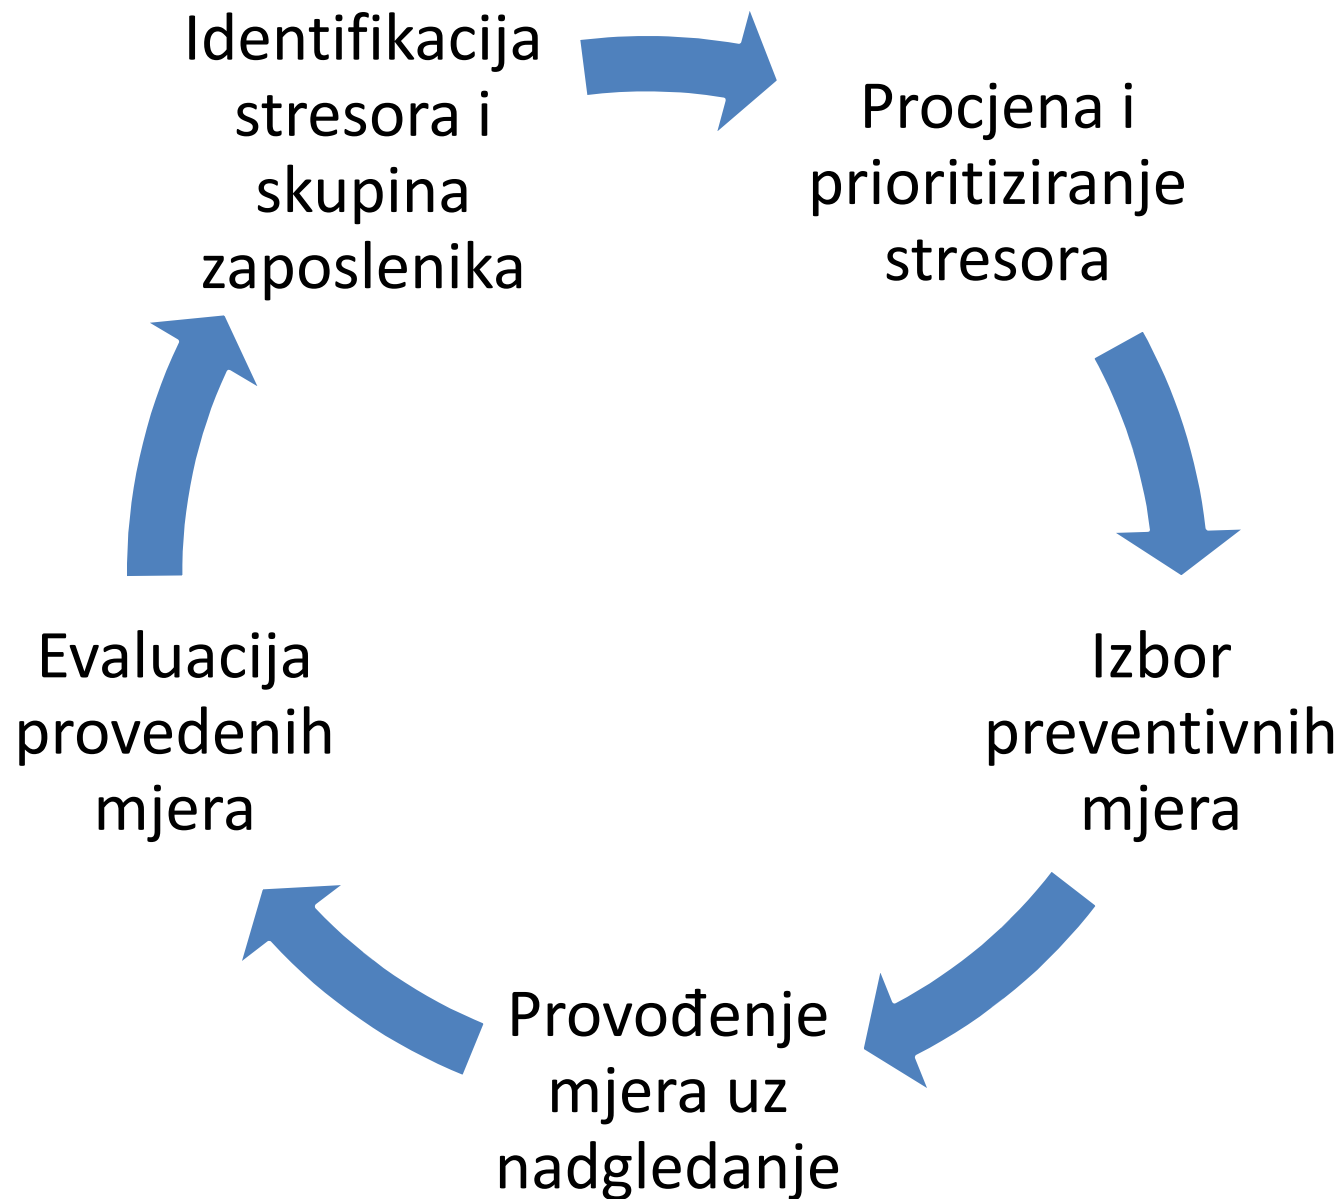 Identifikacija
stresora i
skupina
zaposlenika
Procjena i
prioritiziranje
stresora
Izbor
preventivnih
mjera
Provođenje
mjera uz
nadgledanje
Evaluacija
provedenih
mjera